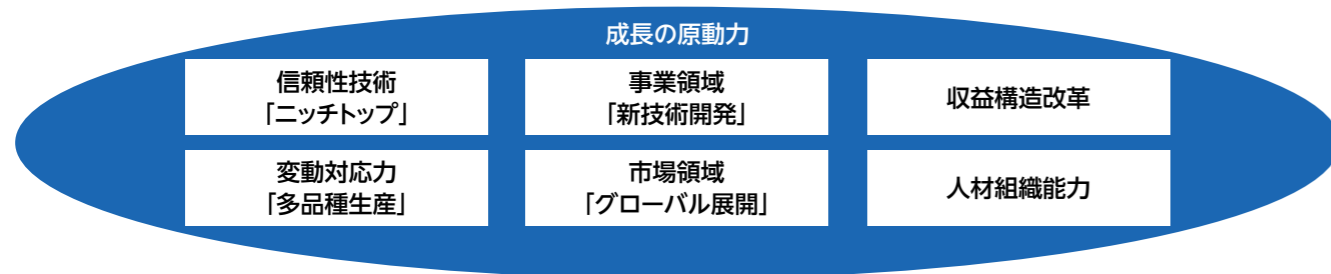 成長の原動力
信頼性技術
「ニッチトップ」
事業領域
「新技術開発」
収益構造改革
変動対応力
「多品種生産」
市場領域
「グローバル展開」
人材組織能力